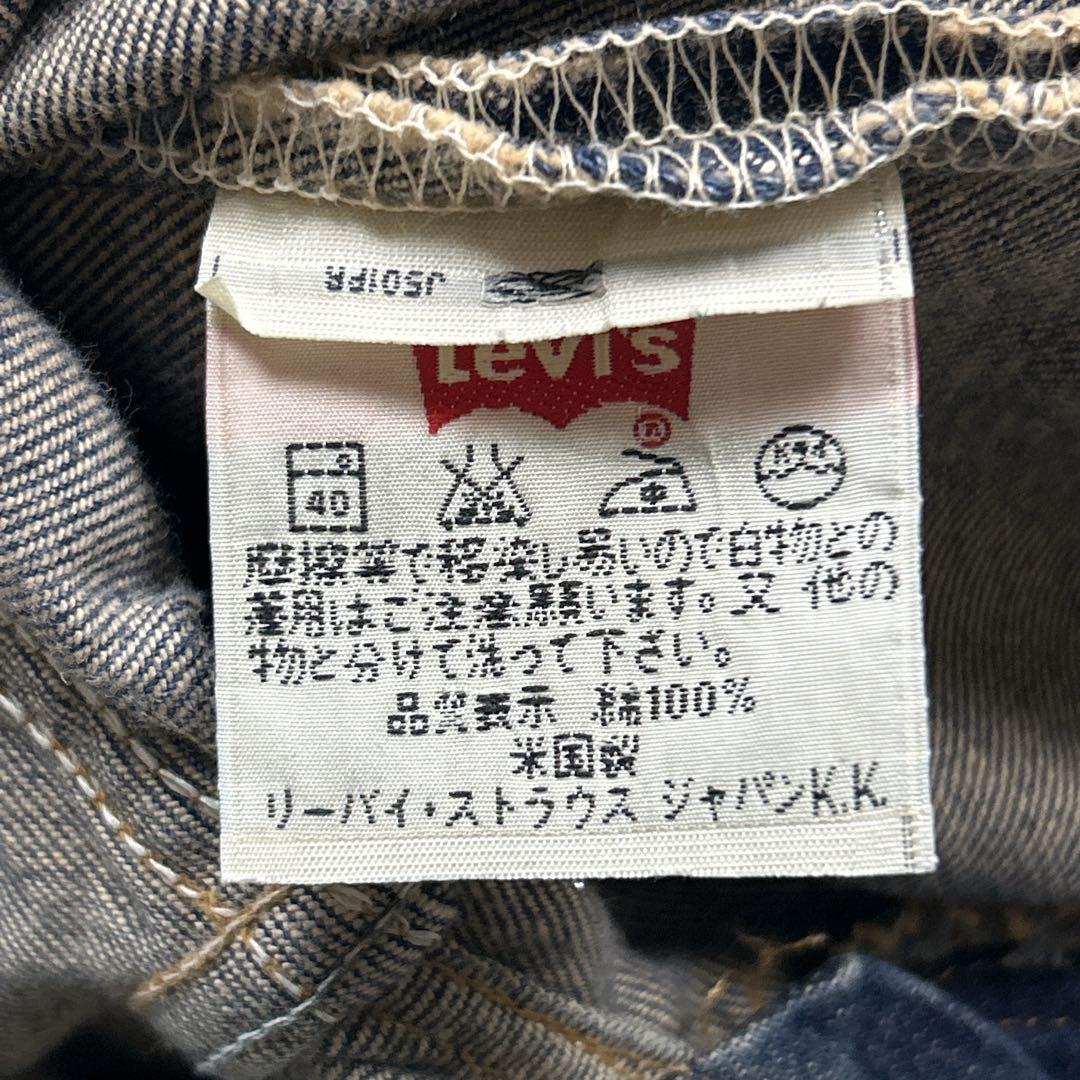 J501FR
Levi's
®
40
摩擦等で移染し易いので白物との
着用はご注意願います。又 他の
物と分けて洗って下さい。
品質表示 綿100%
米国製
リーバイ・ストラウス ジャパンK.K.